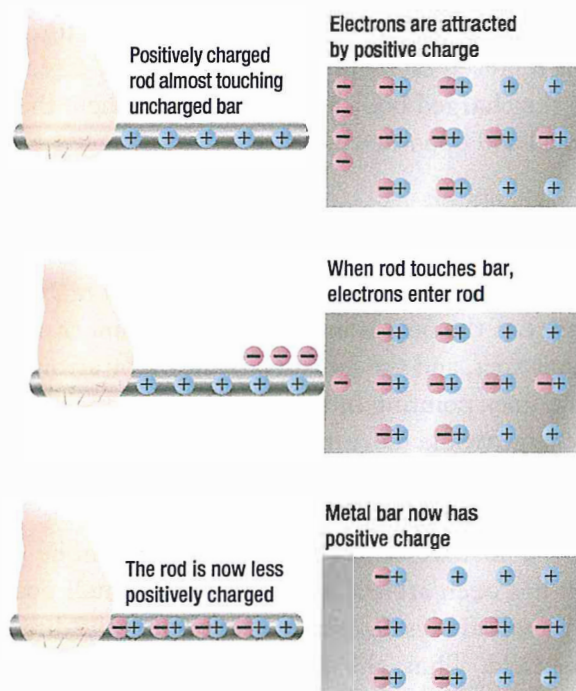 Positively charged
rod almost touching
uncharged bar
Electrons are attracted
by positive charge
When rod touches bar,
electrons enter rod
The rod is now less
positively charged
Metal bar now has
positive charge